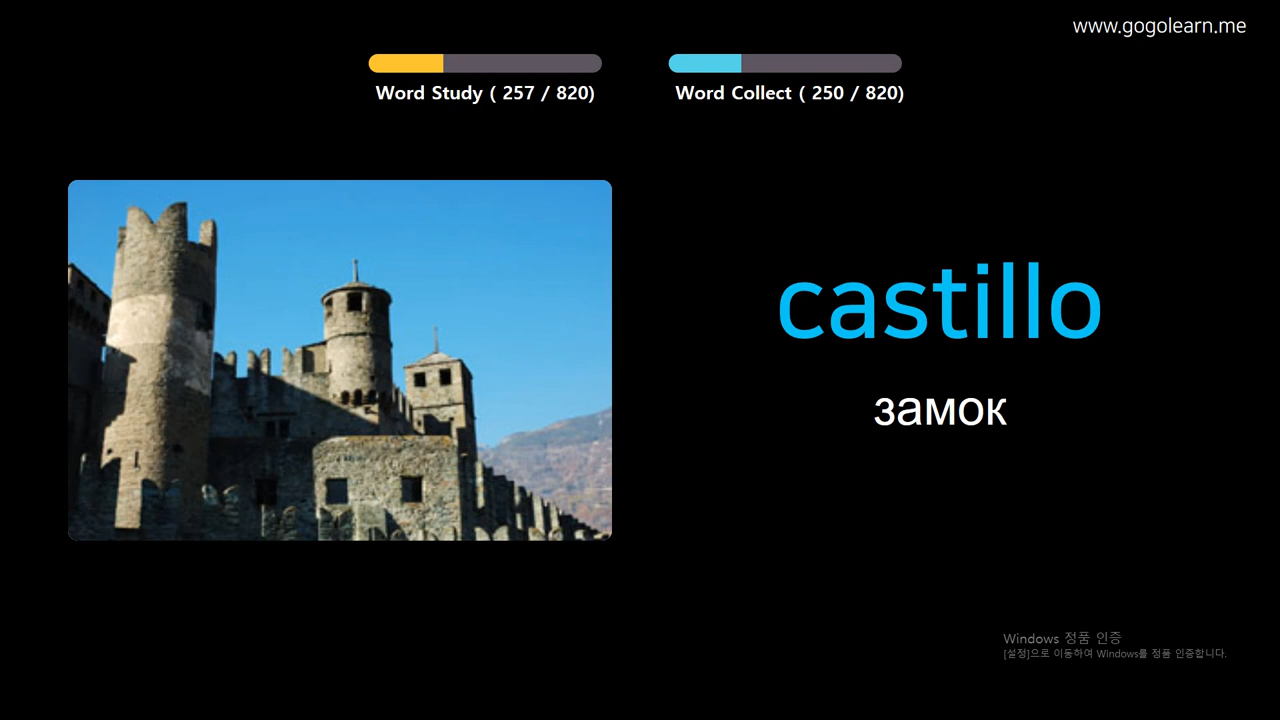 www.gogolearn.me
Word Study ( 257 / 820)
Word Collect ( 250 / 820)
castillo
замок
Windows 정품 인증
[설정]으로 이동하여 Windows를 정품 인증합니다.